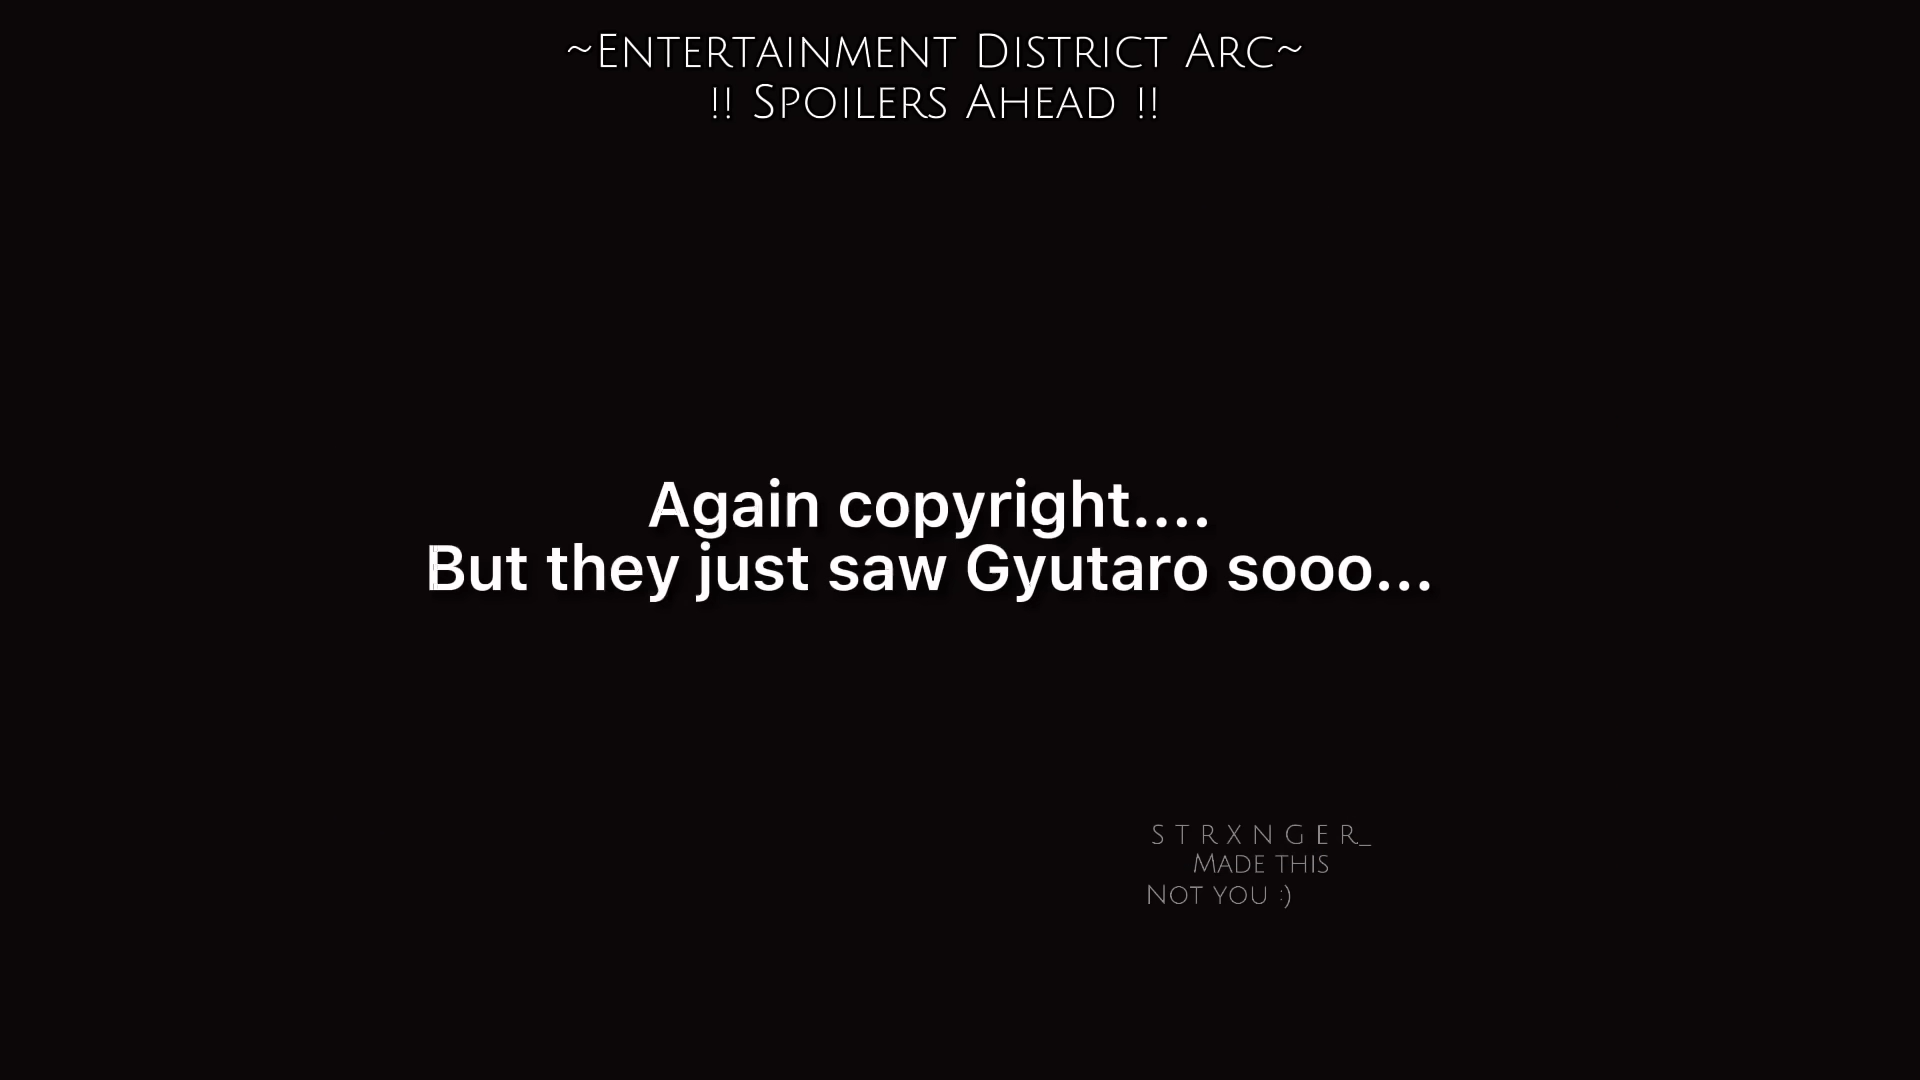 ~Entertainment District Arc~
!! Spoilers Ahead !!
Again copyright....
But they just saw Gyutaro sooo...
S T R X N G E R_
Made this
Not you :)